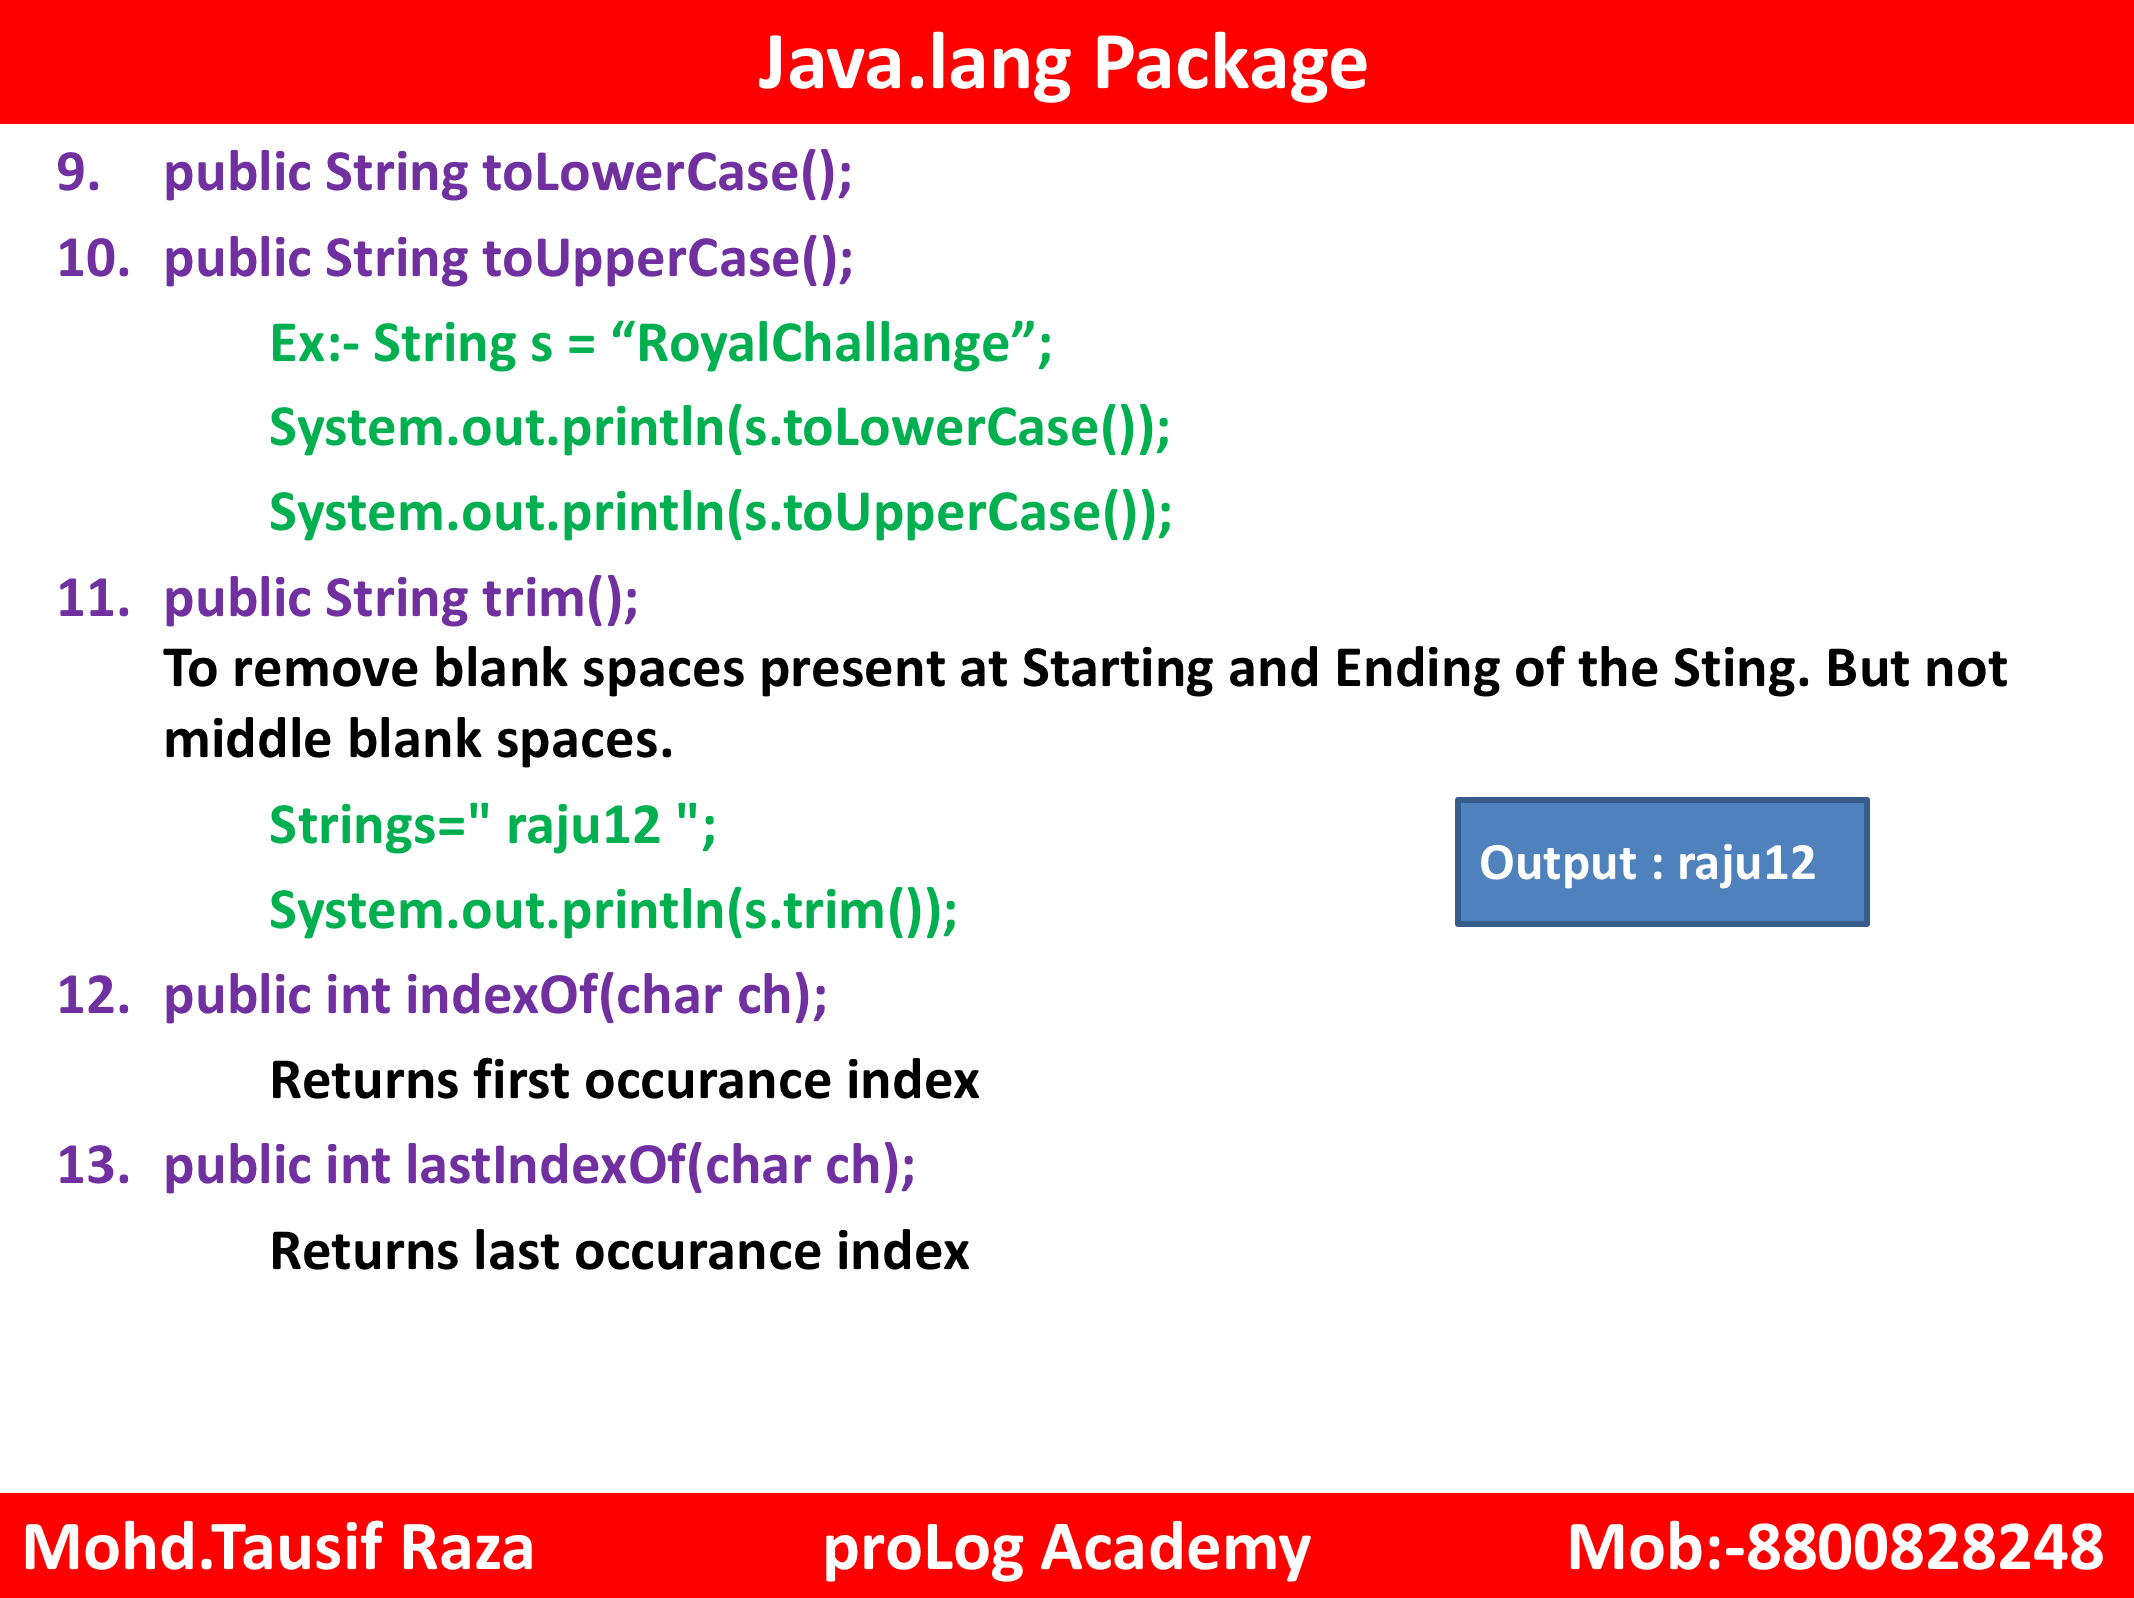 Java.lang Package
9. public String toLowerCase();
10. public String toUpperCase();
Ex:- String s = “RoyalChallange”;
System.out.println(s.toLowerCase());
System.out.println(s.toUpperCase());
11. public String trim();
To remove blank spaces present at Starting and Ending of the Sting. But not
middle blank spaces.
Strings=" raju12 ";
Output : raju12
System.out.println(s.trim());
12. public int indexOf(char ch);
Returns first occurance index
13. public int lastIndexOf(char ch);
Returns last occurance index
Mohd.Tausif Raza proLog Academy Mob:-8800828248